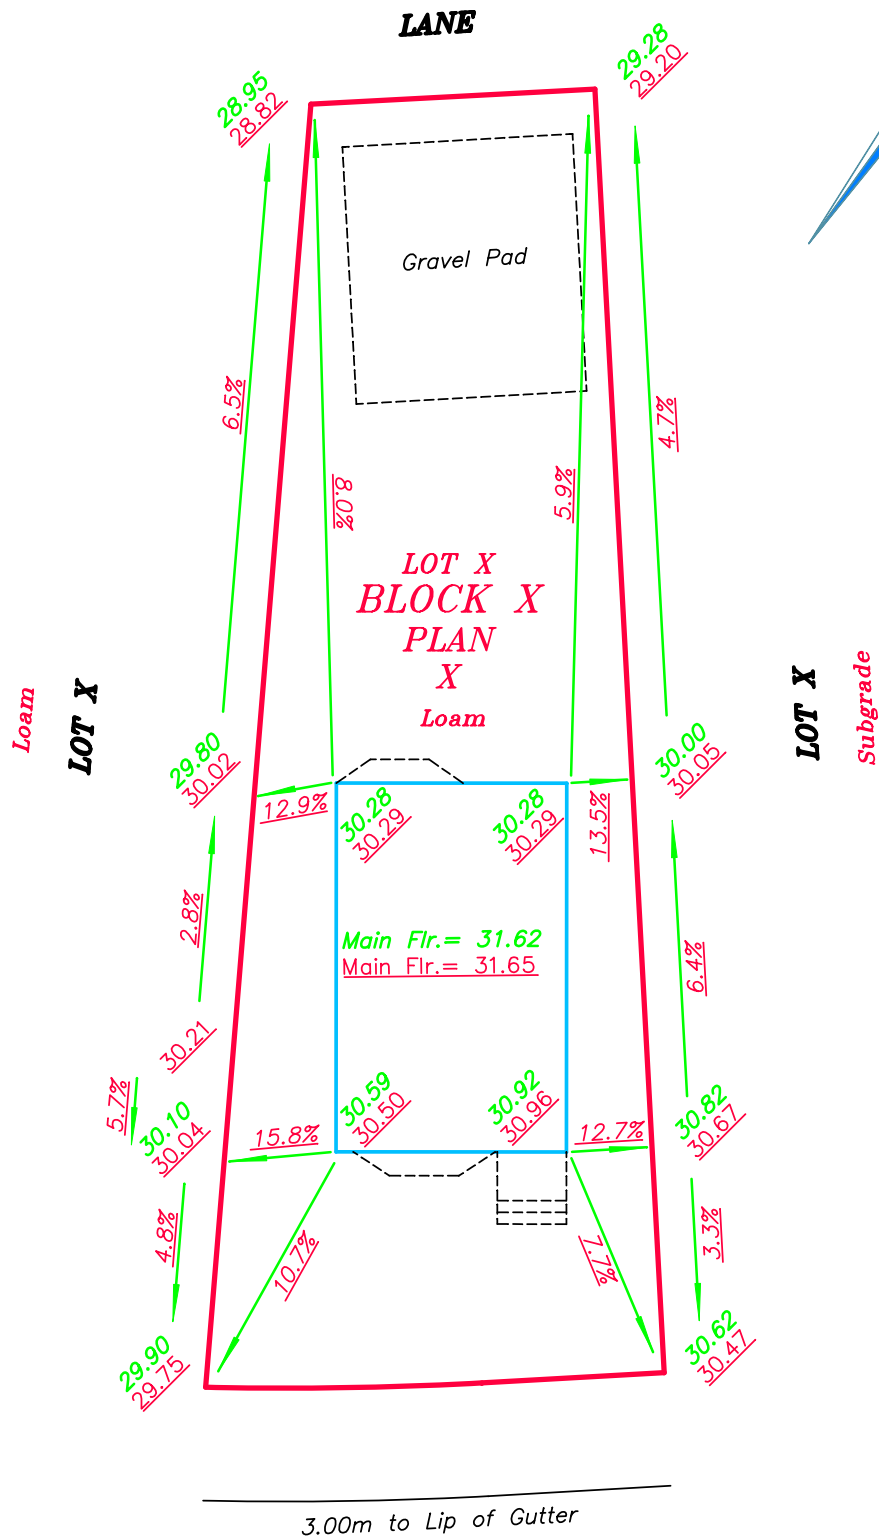 LANE
28.95
28.82
29.28
29.20
Gravel Pad
6.5%
4.7%
8.0%
5.9%
LOT X
BLOCK X
PLAN
X
Loam
Loam
LOT X
LOT X
Subgrade
29.80
30.02
30.00
30.05
12.9%
13.5%
30.28
30.29
30.28
30.29
2.8%
Main Flr.= 31.62
Main Flr.= 31.65
6.4%
30.21
5.7%
30.10
30.04
30.59
30.50
30.92
30.96
30.82
30.67
15.8%
12.7%
4.8%
10.7%
7.7%
3.3%
29.90
29.75
30.62
30.47
3.00m to Lip of Gutter